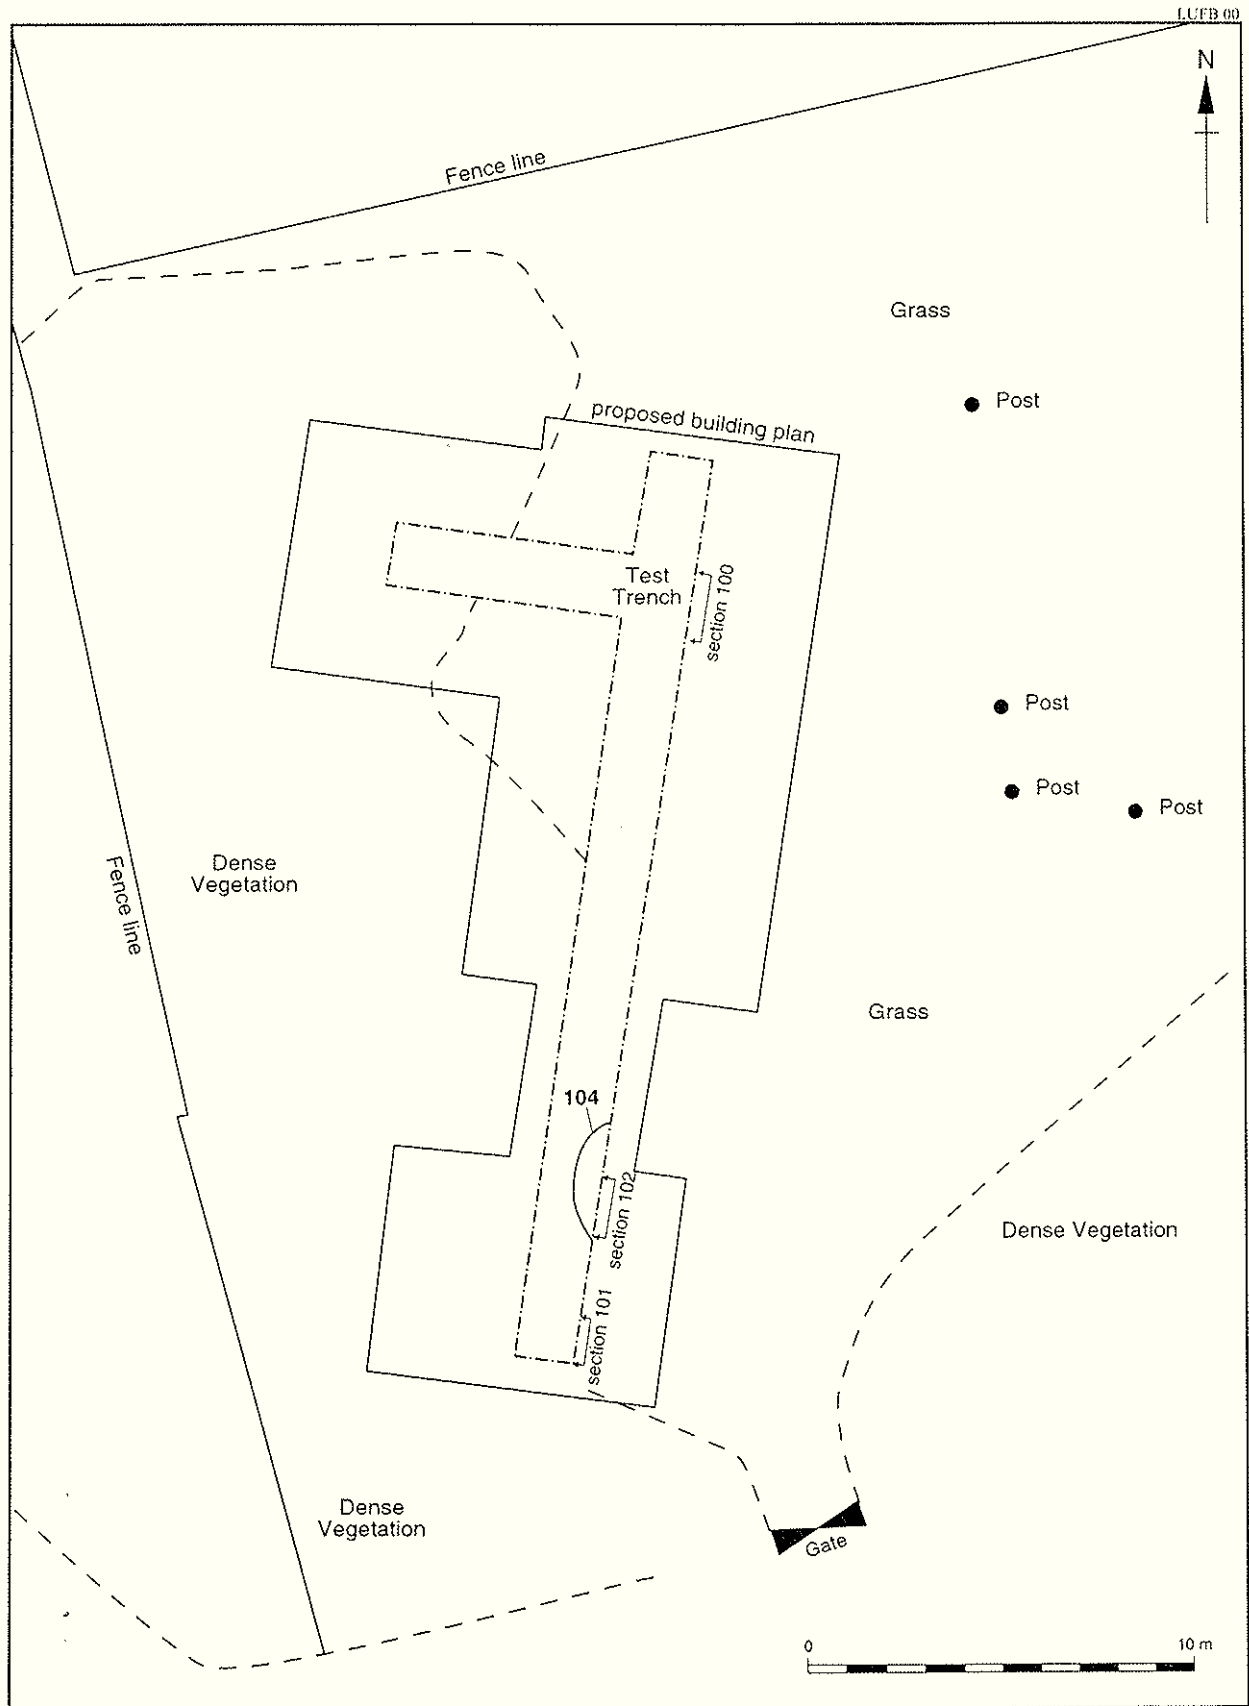 LUFB 00
N
Fence line
Grass
Post
proposed building plan
Test
Trench
section 100
Post
Post
Post
Dense
Vegetation
Fence line
Grass
104
section 102
Dense Vegetation
section 101
Dense
Vegetation
Gate
0
10 m